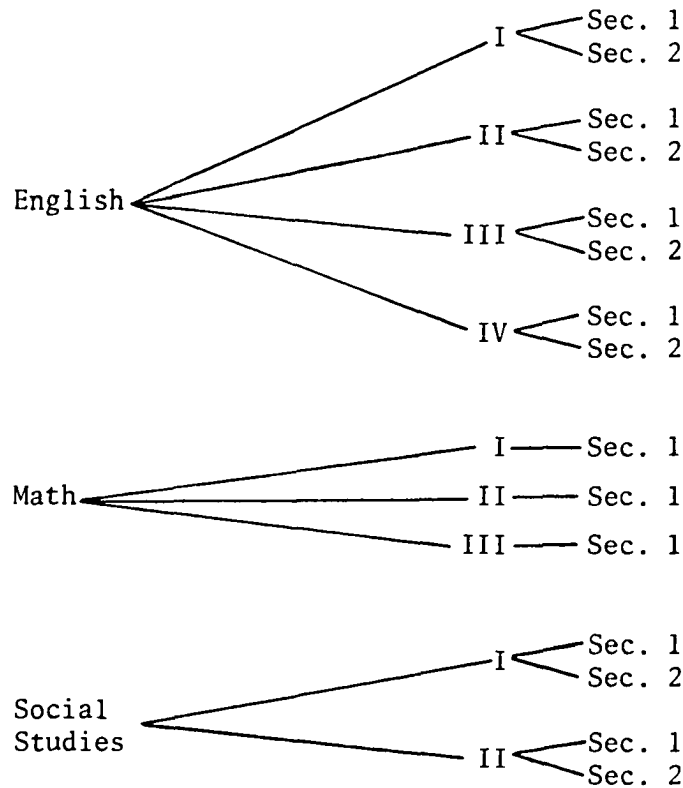 I Sec. 1
Sec. 2
II Sec. 1
Sec. 2
English
III Sec. 1
Sec. 2
IV Sec. 1
Sec. 2
I Sec. 1
Math II Sec. 1
III Sec. 1
I Sec. 1
Sec. 2
Social
Studies
II Sec. 1
Sec. 2